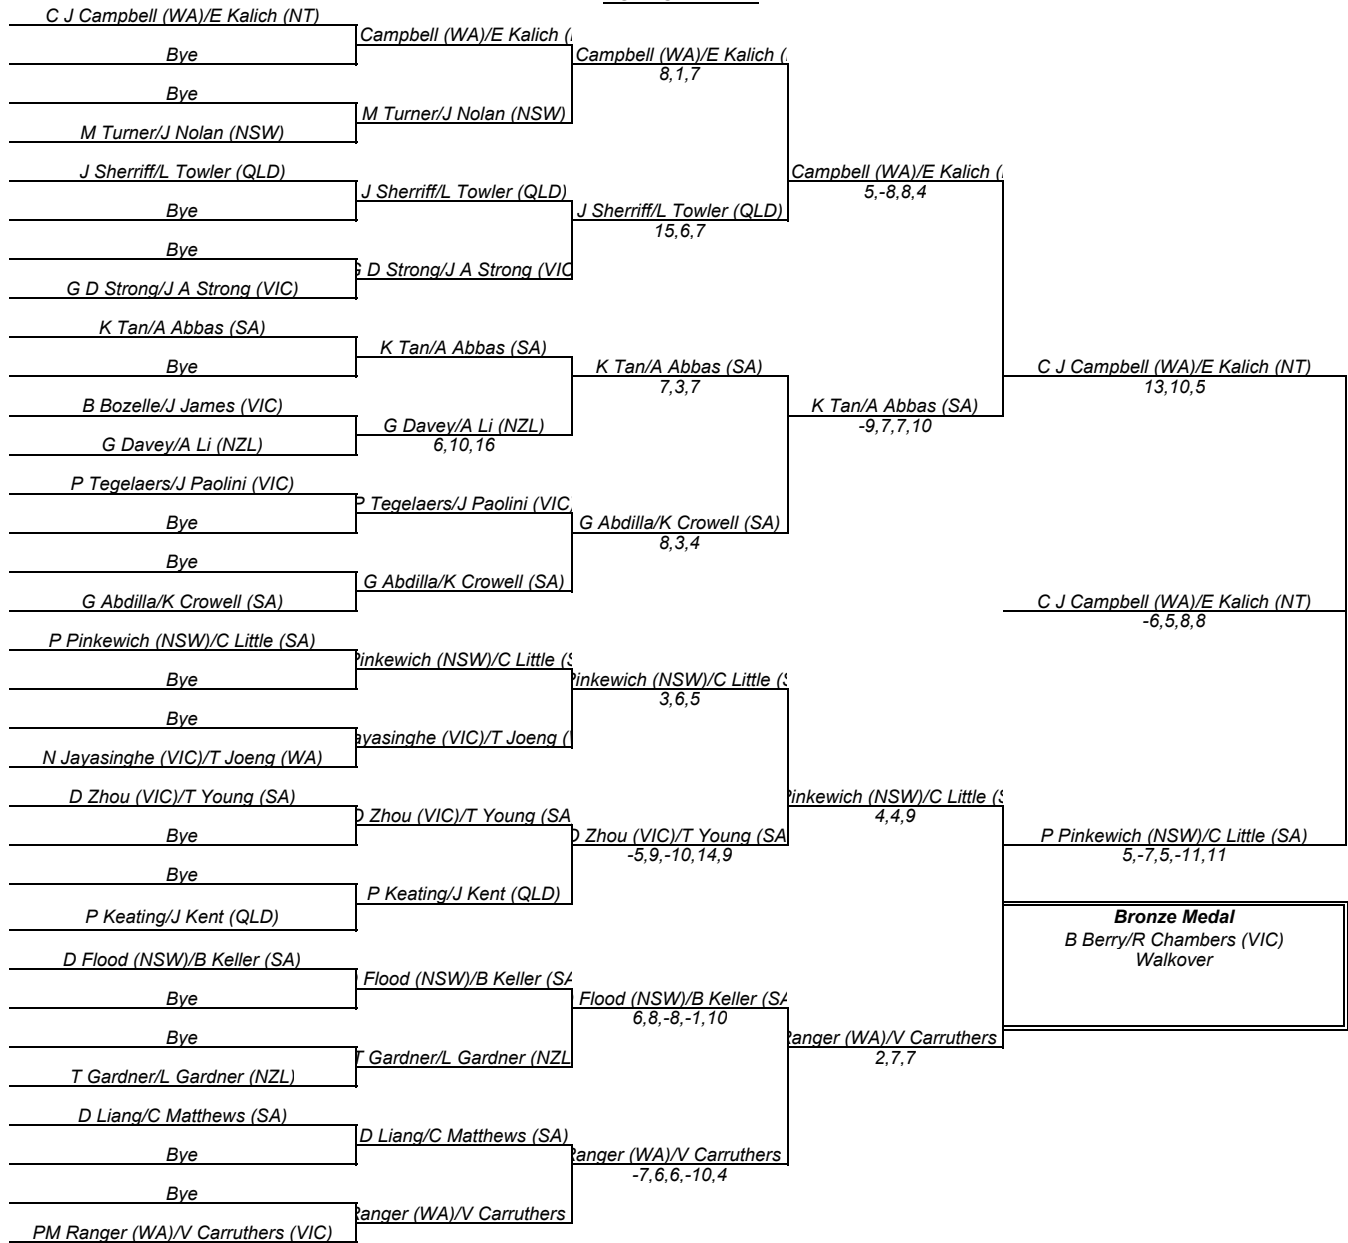 C J Campbell (WA)/E Kalich (NT)
Bye
Bye
M Turner/J Nolan (NSW)
J Sherriff/L Towler (QLD)
Bye
Bye
G D Strong/J A Strong (VIC)
K Tan/A Abbas (SA)
Bye
B Bozelle/J James (VIC)
G Davey/A Li (NZL)
P Tegelaers/J Paolini (VIC)
Bye
Bye
G Abdilla/K Crowell (SA)
P Pinkewich (NSW)/C Little (SA)
Bye
Bye
N Jayasinghe (VIC)/T Joeng (WA)
D Zhou (VIC)/T Young (SA)
Bye
Bye
P Keating/J Kent (QLD)
D Flood (NSW)/B Keller (SA)
Bye
Bye
T Gardner/L Gardner (NZL)
D Liang/C Matthews (SA)
Bye
Bye
PM Ranger (WA)/V Carruthers (VIC)
Campbell (WA)/E Kalich (
M Turner/J Nolan (NSW)
J Sherriff/L Towler (QLD)
G D Strong/J A Strong (VIC
K Tan/A Abbas (SA)
G Davey/A Li (NZL)
6,10,16
P Tegelaers/J Paolini (VIC)
G Abdilla/K Crowell (SA)
Pinkewich (NSW)/C Little (S
ayasinghe (VIC)/T Joeng (
D Zhou (VIC)/T Young (SA
P Keating/J Kent (QLD)
Flood (NSW)/B Keller (SA
T Gardner/L Gardner (NZL
D Liang/C Matthews (SA)
Ranger (WA)/V Carruthers
Campbell (WA)/E Kalich (
8,1,7
J Sherriff/L Towler (QLD)
15,6,7
K Tan/A Abbas (SA)
7,3,7
G Abdilla/K Crowell (SA)
8,3,4
Pinkewich (NSW)/C Little (S
3,6,5
D Zhou (VIC)/T Young (SA
-5,9,-10,14,9
Flood (NSW)/B Keller (SA
6,8,-8,-1,10
Ranger (WA)/V Carruthers
-7,6,6,-10,4
Campbell (WA)/E Kalich (
5,-8,8,4
K Tan/A Abbas (SA)
-9,7,7,10
Pinkewich (NSW)/C Little (S
4,4,9
Ranger (WA)/V Carruthers
2,7,7
C J Campbell (WA)/E Kalich (NT)
13,10,5
C J Campbell (WA)/E Kalich (NT)
-6,5,8,8
P Pinkewich (NSW)/C Little (SA)
5,-7,5,-11,11
Bronze Medal
B Berry/R Chambers (VIC)
Walkover